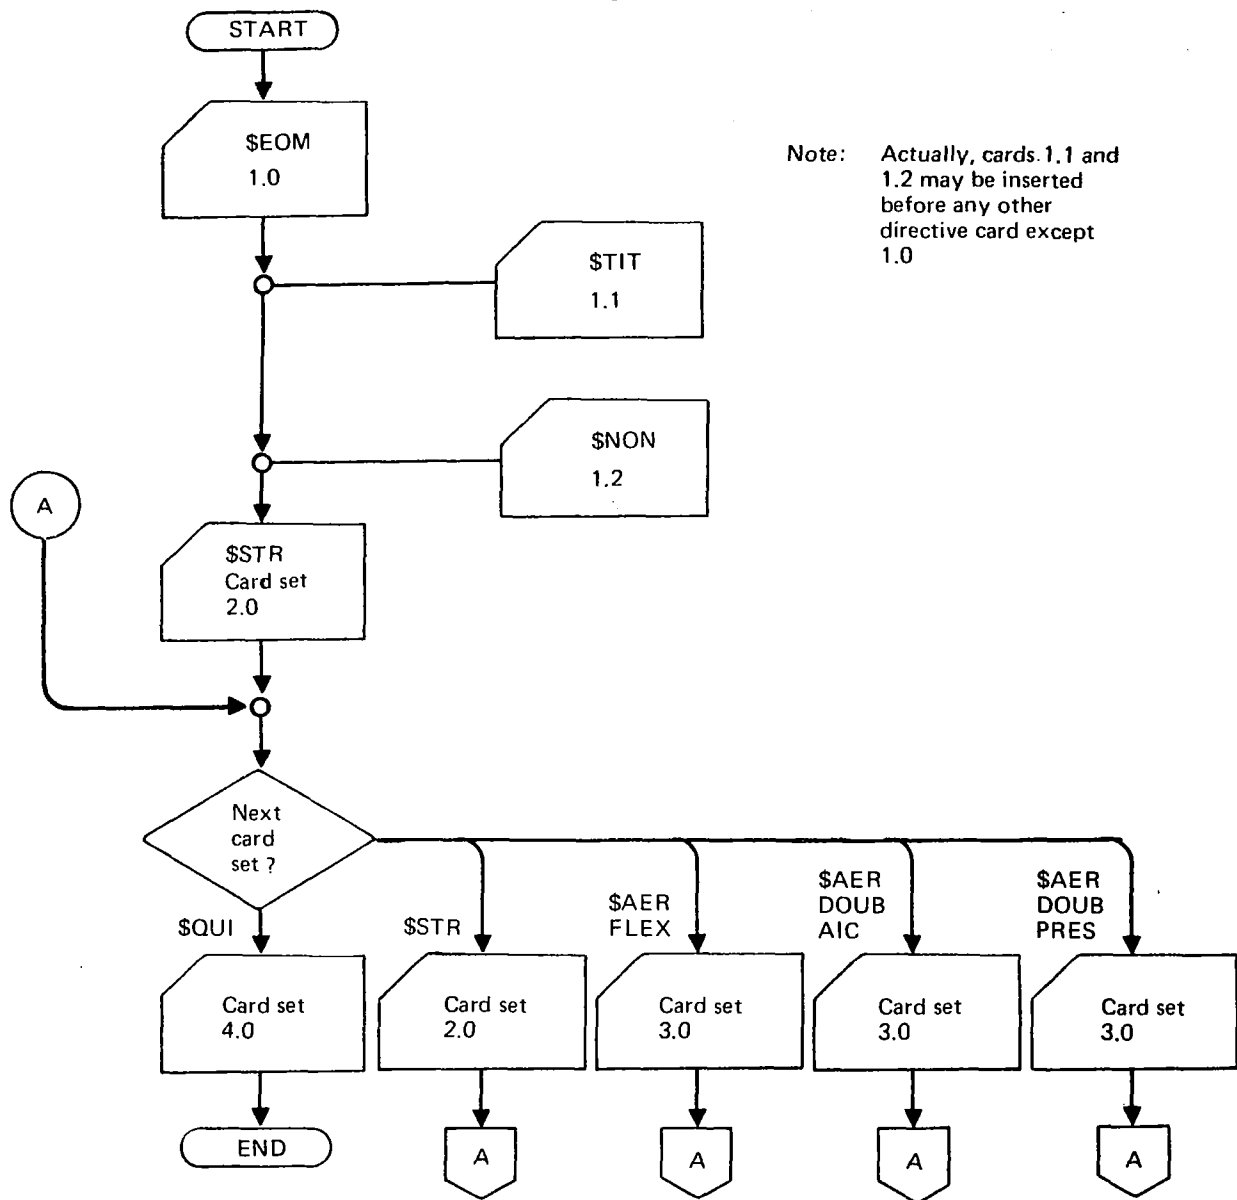 START
$EOM
1.0
Note: Actually, cards 1.1 and
1.2 may be inserted
before any other
directive card except
1.0
$TIT
1.1
$NON
1.2
A
$STR
Card set
2.0
Next
card
set ?
$QUI
$STR
$AER
FLEX
$AER
DOUB
AIC
$AER
DOUB
PRES
Card set
4.0
Card set
2.0
Card set
3.0
Card set
3.0
Card set
3.0
END
A
A
A
A